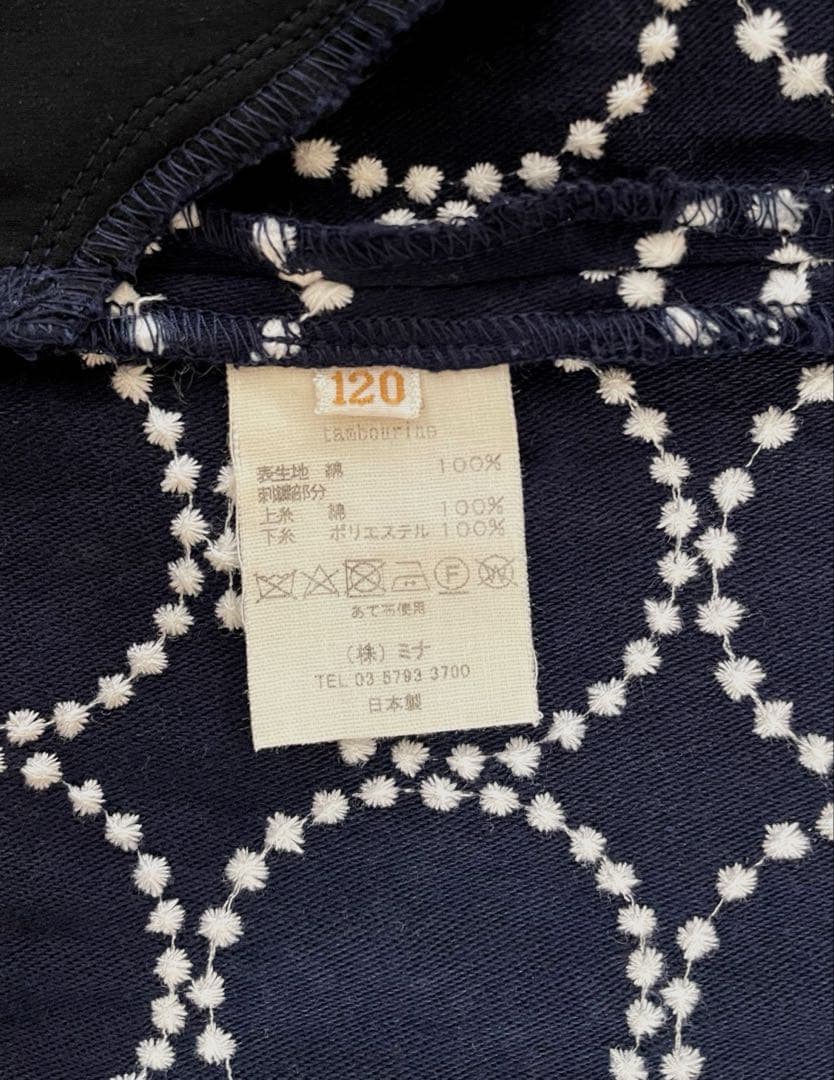 120
tambourine
表生地 綿 100%
刺繍部分
上糸 綿 100%
下糸 ポリエステル 100%
F W
あて布使用
(株)ミナ
TEL 03 5793 3700
日本製